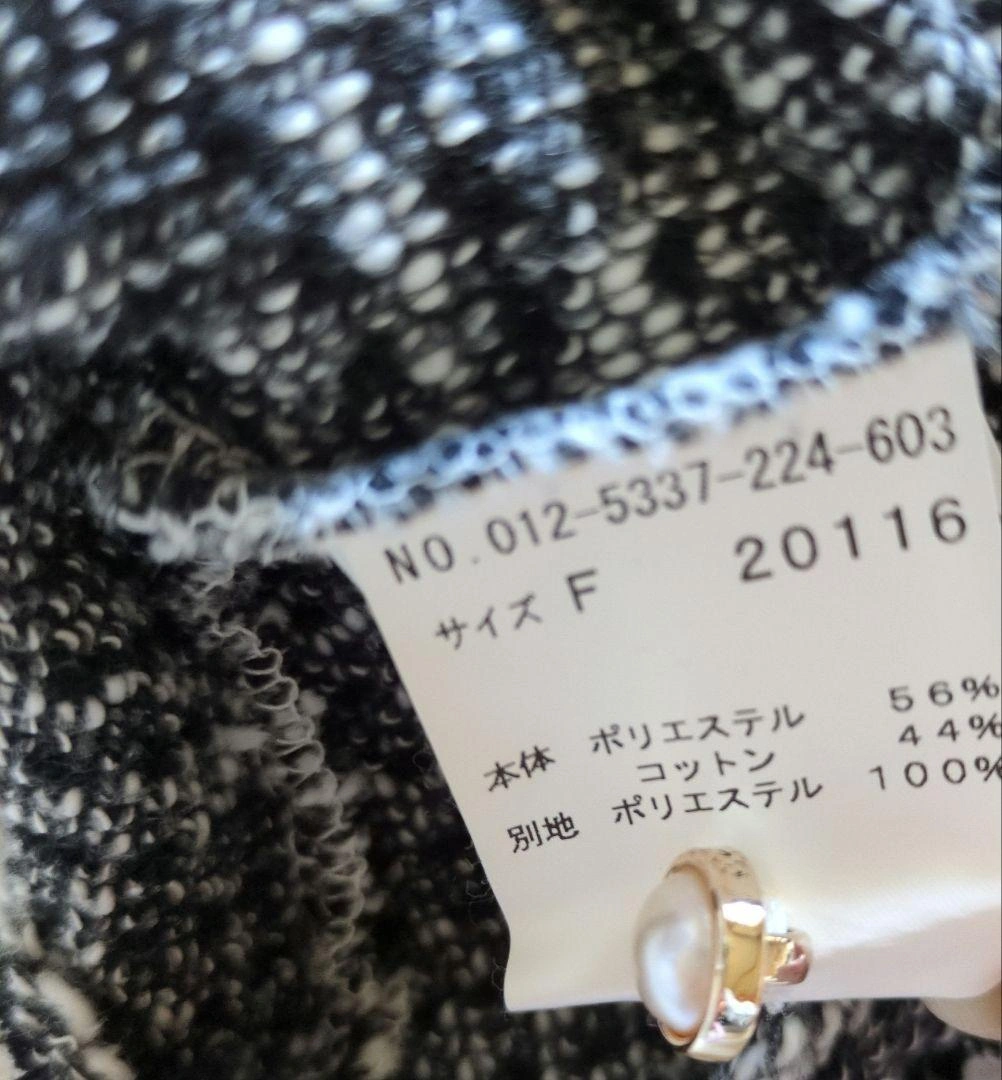 NO.012-5337-224-603
サイズ F 20116
本体 ポリエステル 56%
コットン 44%
別地 ポリエステル 100%